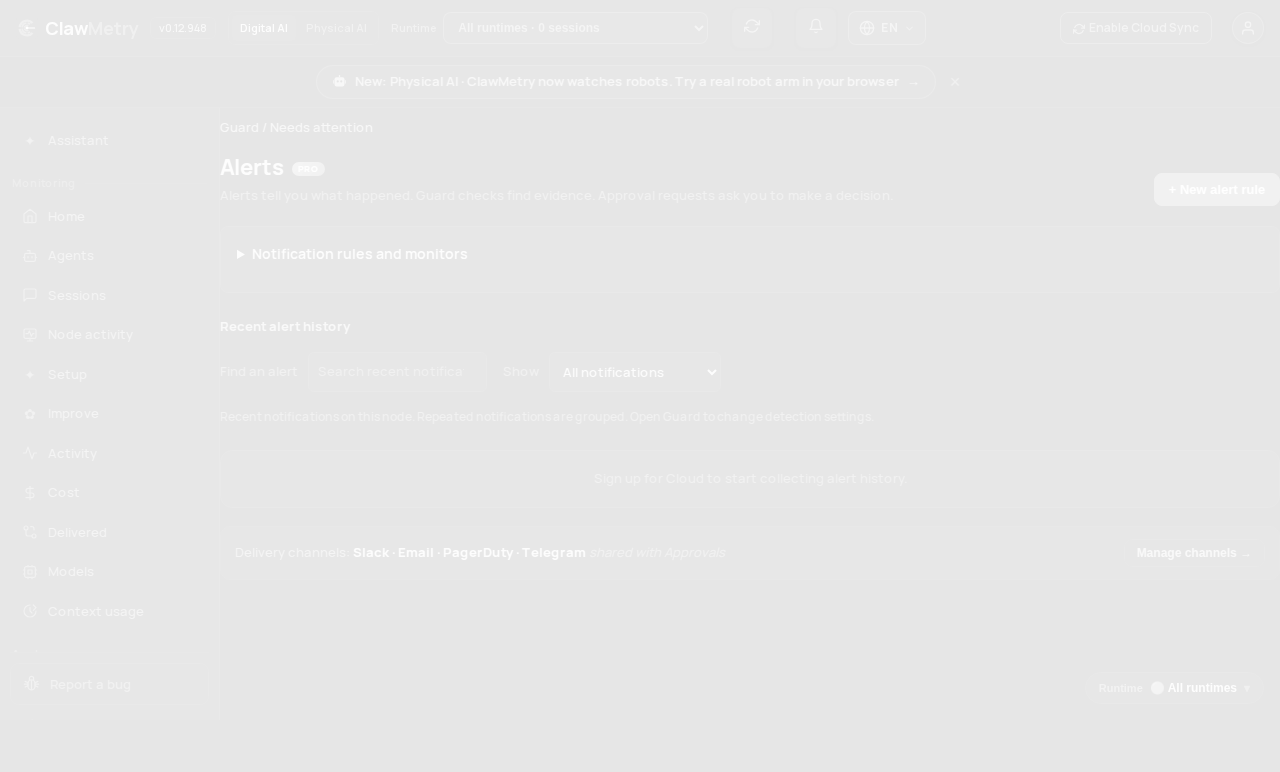 ClawMetry v0.12.948 Digital AI Physical AI Runtime All runtimes - 0 sessions EN Enable Cloud Sync
New: Physical AI · ClawMetry now watches robots. Try a real robot arm in your browser → ×
Assistant
Monitoring
Home
Agents
Sessions
Node activity
Setup
Improve
Activity
Cost
Delivered
Models
Context usage
Report a bug
Guard / Needs attention
Alerts PRO
Alerts tell you what happened. Guard checks find evidence. Approval requests ask you to make a decision.
+ New alert rule
▶ Notification rules and monitors
Recent alert history
Find an alert Search recent notifica Show All notifications
Recent notifications on this node. Repeated notifications are grouped. Open Guard to change detection settings.
Sign up for Cloud to start collecting alert history
Delivery channels: Slack · Email · PagerDuty · Telegram shared with Approvals Manage channels →
Runtime All runtimes ▾